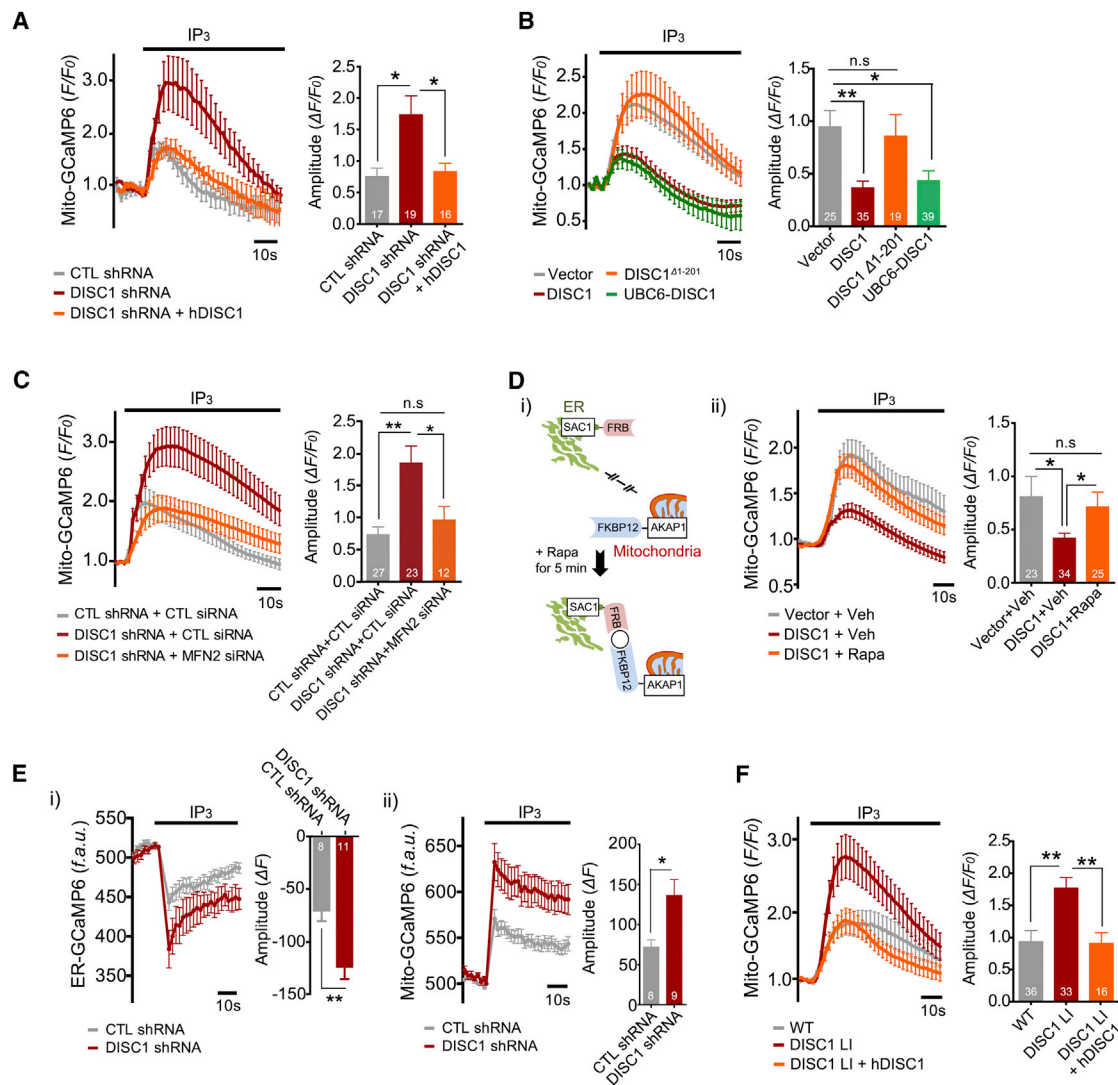 A
IP3
Mito-GCaMP6 (F/F0)
3.0
2.0
1.0
10s
CTL shRNA
DISC1 shRNA
DISC1 shRNA + hDISC1
Amplitude (ΔF/F0)
2.5
2.0
1.5
1.0
0.5
0.0
*
*
17
19
16
CTL shRNA
DISC1 shRNA
DISC1 shRNA
+ hDISC1
B
IP3
Mito-GCaMP6 (F/F0)
2.5
2.0
1.5
1.0
0.5
10s
Vector
DISC1
DISC1Δ1-201
UBC6-DISC1
Amplitude (ΔF/F0)
1.5
1.0
0.5
0.0
n.s
*
**
25
35
19
39
Vector
DISC1
DISC1 Δ1-201
UBC6-DISC1
C
IP3
Mito-GCaMP6 (F/F0)
3.0
2.0
1.0
10s
CTL shRNA + CTL siRNA
DISC1 shRNA + CTL siRNA
DISC1 shRNA + MFN2 siRNA
Amplitude (ΔF/F0)
2.5
2.0
1.5
1.0
0.5
0.0
n.s
**
*
27
23
12
CTL shRNA+CTL siRNA
DISC1 shRNA+CTL siRNA
DISC1 shRNA+MFN2 siRNA
D
i)
ER
SAC1
FRB
FKBP12
AKAP1
Mitochondria
+ Rapa
for 5 min
SAC1
FRB
FKBP12
AKAP1
ii)
IP3
Mito-GCaMP6 (F/F0)
2.5
2.0
1.5
1.0
10s
Vector + Veh
DISC1 + Veh
DISC1 + Rapa
Amplitude (ΔF/F0)
1.5
1.0
0.5
0.0
n.s
*
*
23
34
25
Vector+Veh
DISC1+Veh
DISC1+Rapa
E
i)
IP3
ER-GCaMP6 (f.a.u.)
550
500
450
400
350
10s
CTL shRNA
DISC1 shRNA
DISC1 shRNA
CTL shRNA
Amplitude (ΔF)
0
-50
-100
-150
8
11
**
ii)
IP3
Mito-GCaMP6 (f.a.u.)
650
600
550
500
10s
CTL shRNA
DISC1 shRNA
Amplitude (ΔF)
200
150
100
50
0
*
8
9
CTL shRNA
DISC1 shRNA
F
IP3
Mito-GCaMP6 (F/F0)
3.0
2.0
1.0
10s
WT
DISC1 LI
DISC1 LI + hDISC1
Amplitude (ΔF/F0)
2.5
2.0
1.5
1.0
0.5
0.0
**
**
36
33
16
WT
DISC1 LI
DISC1 LI
+ hDISC1